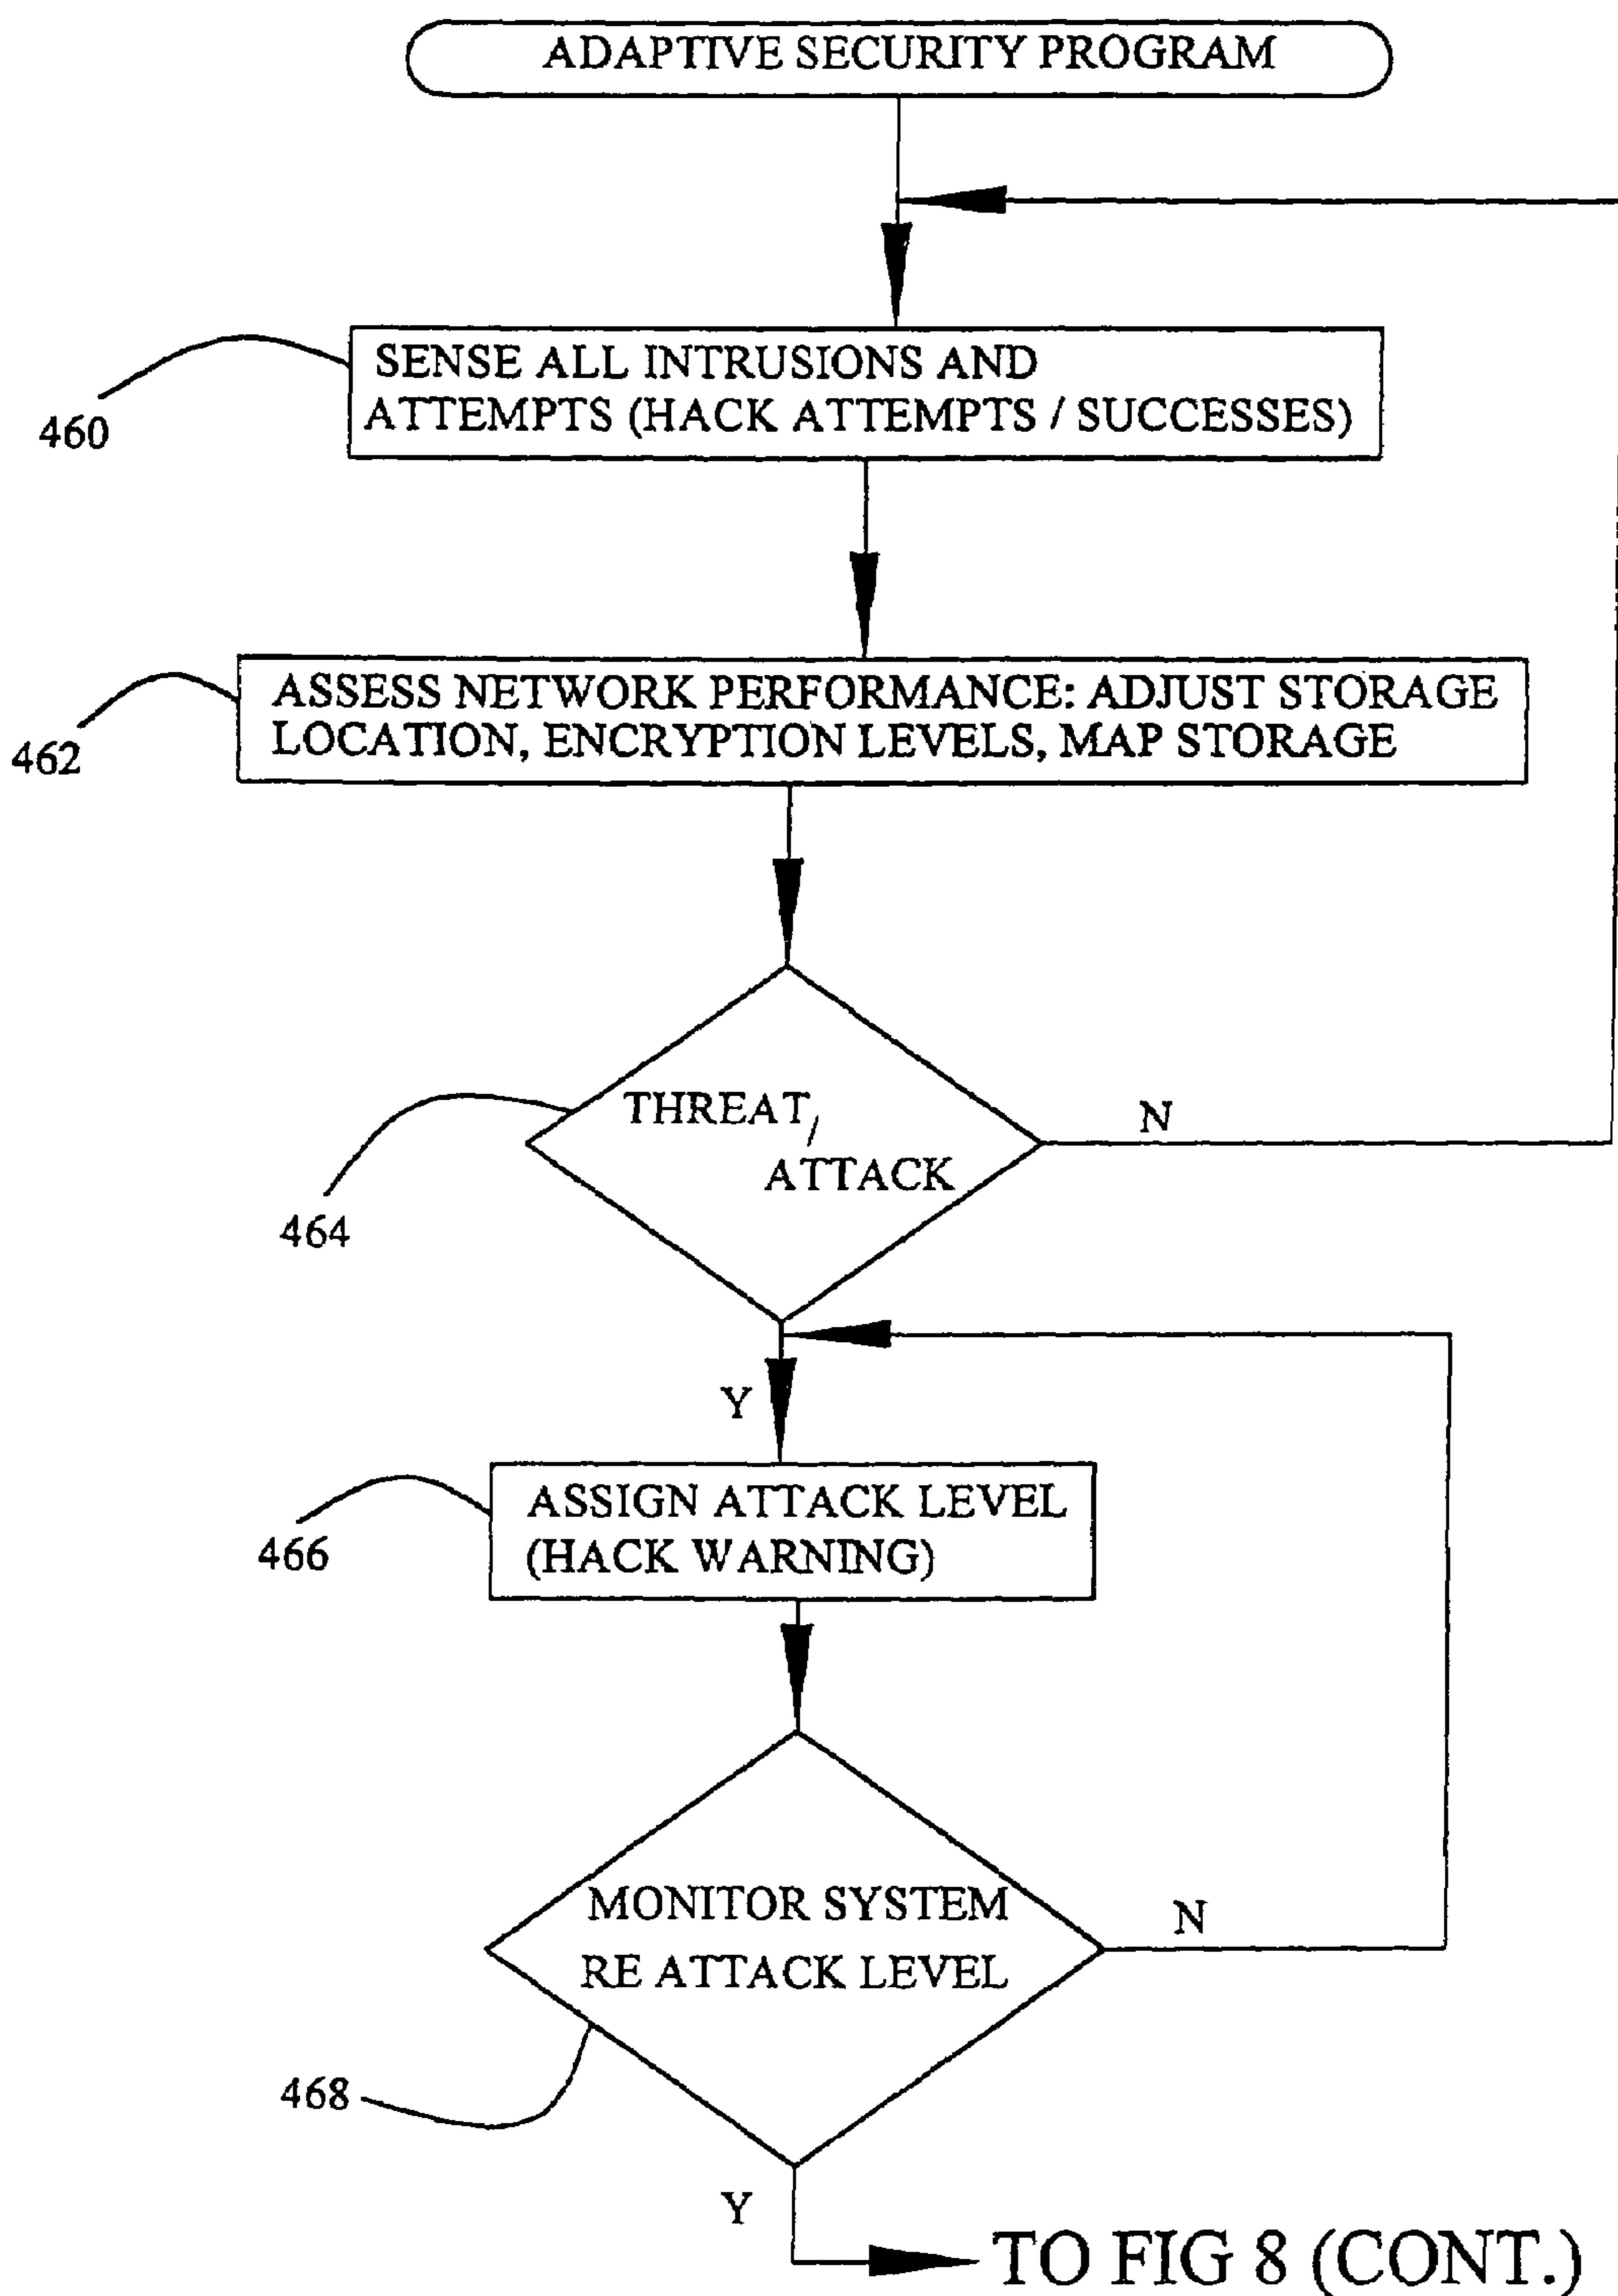 ADAPTIVE SECURITY PROGRAM
SENSE ALL INTRUSIONS AND
ATTEMPTS (HACK ATTEMPTS / SUCCESSES)
460
ASSESS NETWORK PERFORMANCE: ADJUST STORAGE
LOCATION, ENCRYPTION LEVELS, MAP STORAGE
462
THREAT/
ATTACK
N
464
Y
ASSIGN ATTACK LEVEL
(HACK WARNING)
466
MONITOR SYSTEM
RE ATTACK LEVEL
N
468
Y
TO FIG 8 (CONT.)